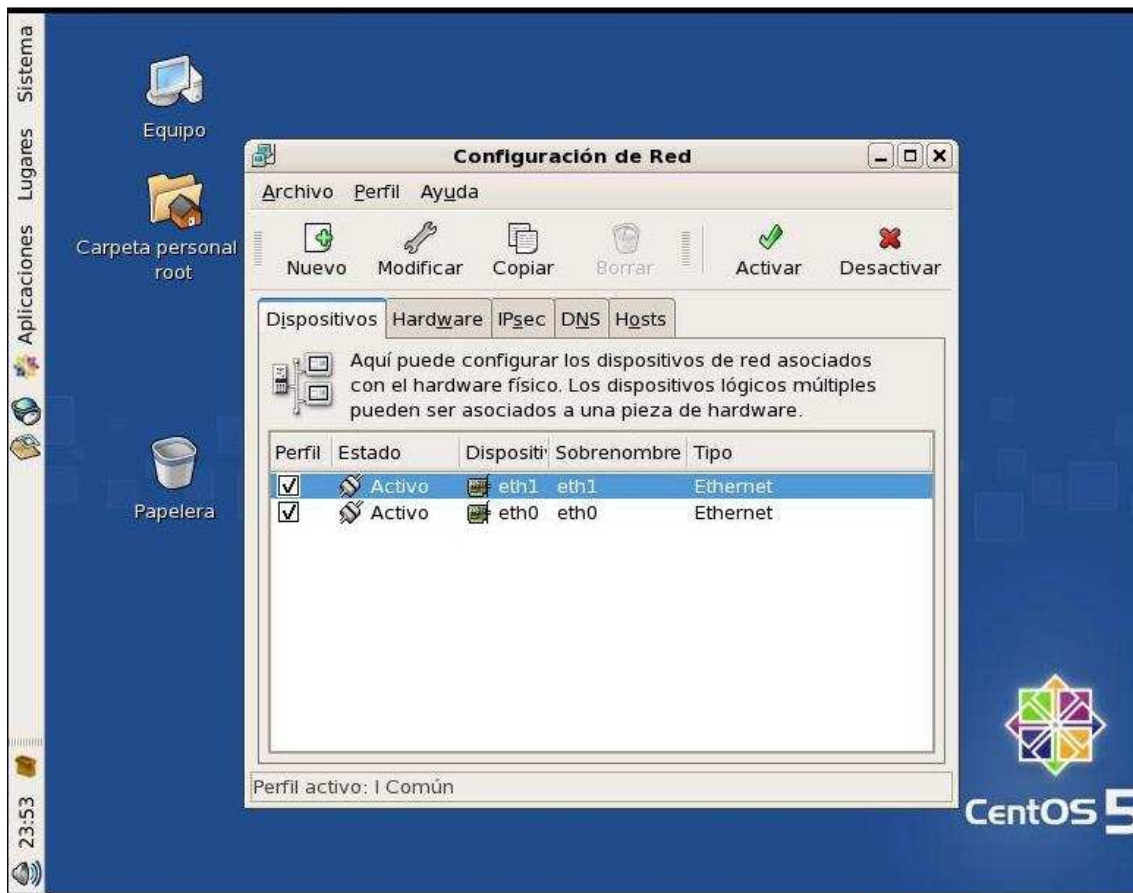 Sistema
Lugares
Aplicaciones
23:53
Equipo
Carpeta personal
root
Papelera
Configuración de Red
Archivo Perfil Ayuda
Nuevo Modificar Copiar Borrar Activar Desactivar
Dispositivos Hardware IPsec DNS Hosts
Aquí puede configurar los dispositivos de red asociados
con el hardware físico. Los dispositivos lógicos múltiples
pueden ser asociados a una pieza de hardware.
Perfil Estado Dispositi Sobrenombre Tipo
Activo eth1 eth1 Ethernet
Activo eth0 eth0 Ethernet
Perfil activo: l Común
CentOS 5